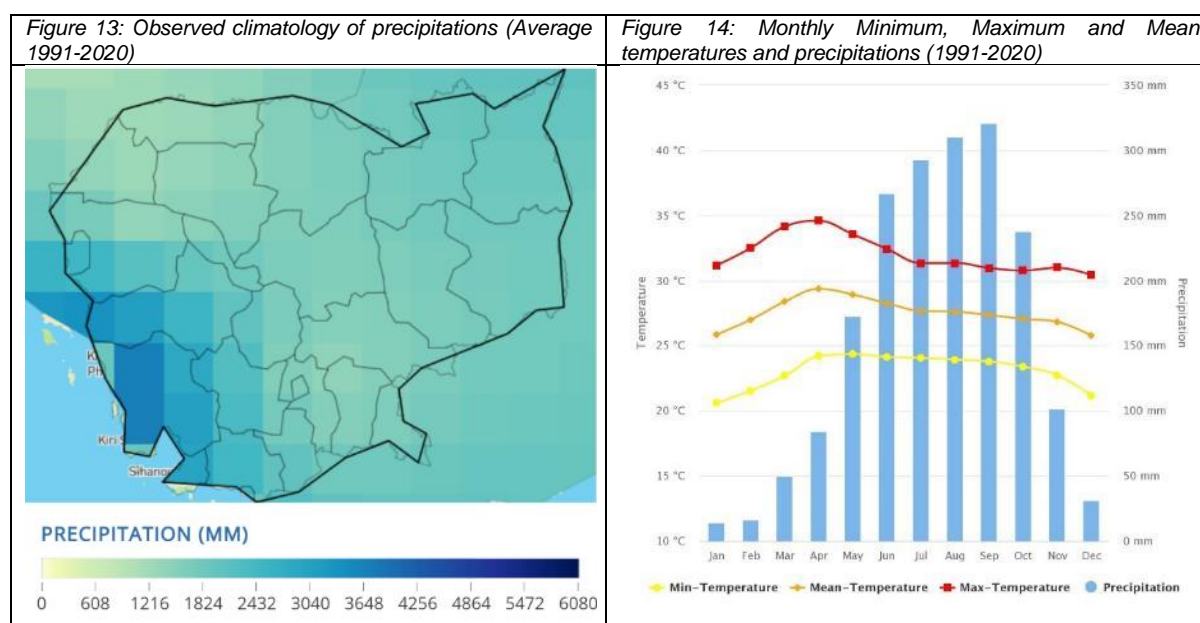 Figure 13: Observed climatology of precipitations (Average
1991-2020)
Figure 14: Monthly Minimum, Maximum and Mean
temperatures and precipitations (1991-2020)
Ph
Kiri S
Sihano
PRECIPITATION (MM)
0 608 1216 1824 2432 3040 3648 4256 4864 5472 6080
45 °C
40 °C
35 °C
30 °C
25 °C
20 °C
15 °C
10 °C
Temperature
350 mm
300 mm
250 mm
200 mm
150 mm
100 mm
50 mm
0 mm
Precipitation
Jan Feb Mar Apr May Jun Jul Aug Sep Oct Nov Dec
Min-Temperature Mean-Temperature Max-Temperature Precipitation